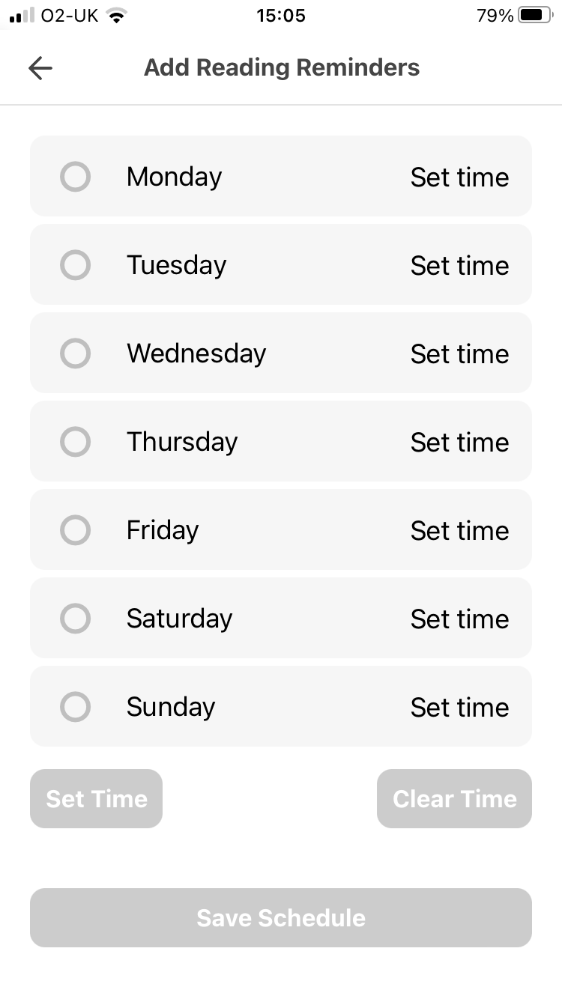 O2-UK 15:05 79%
Add Reading Reminders
Monday Set time
Tuesday Set time
Wednesday Set time
Thursday Set time
Friday Set time
Saturday Set time
Sunday Set time
Set Time Clear Time
Save Schedule